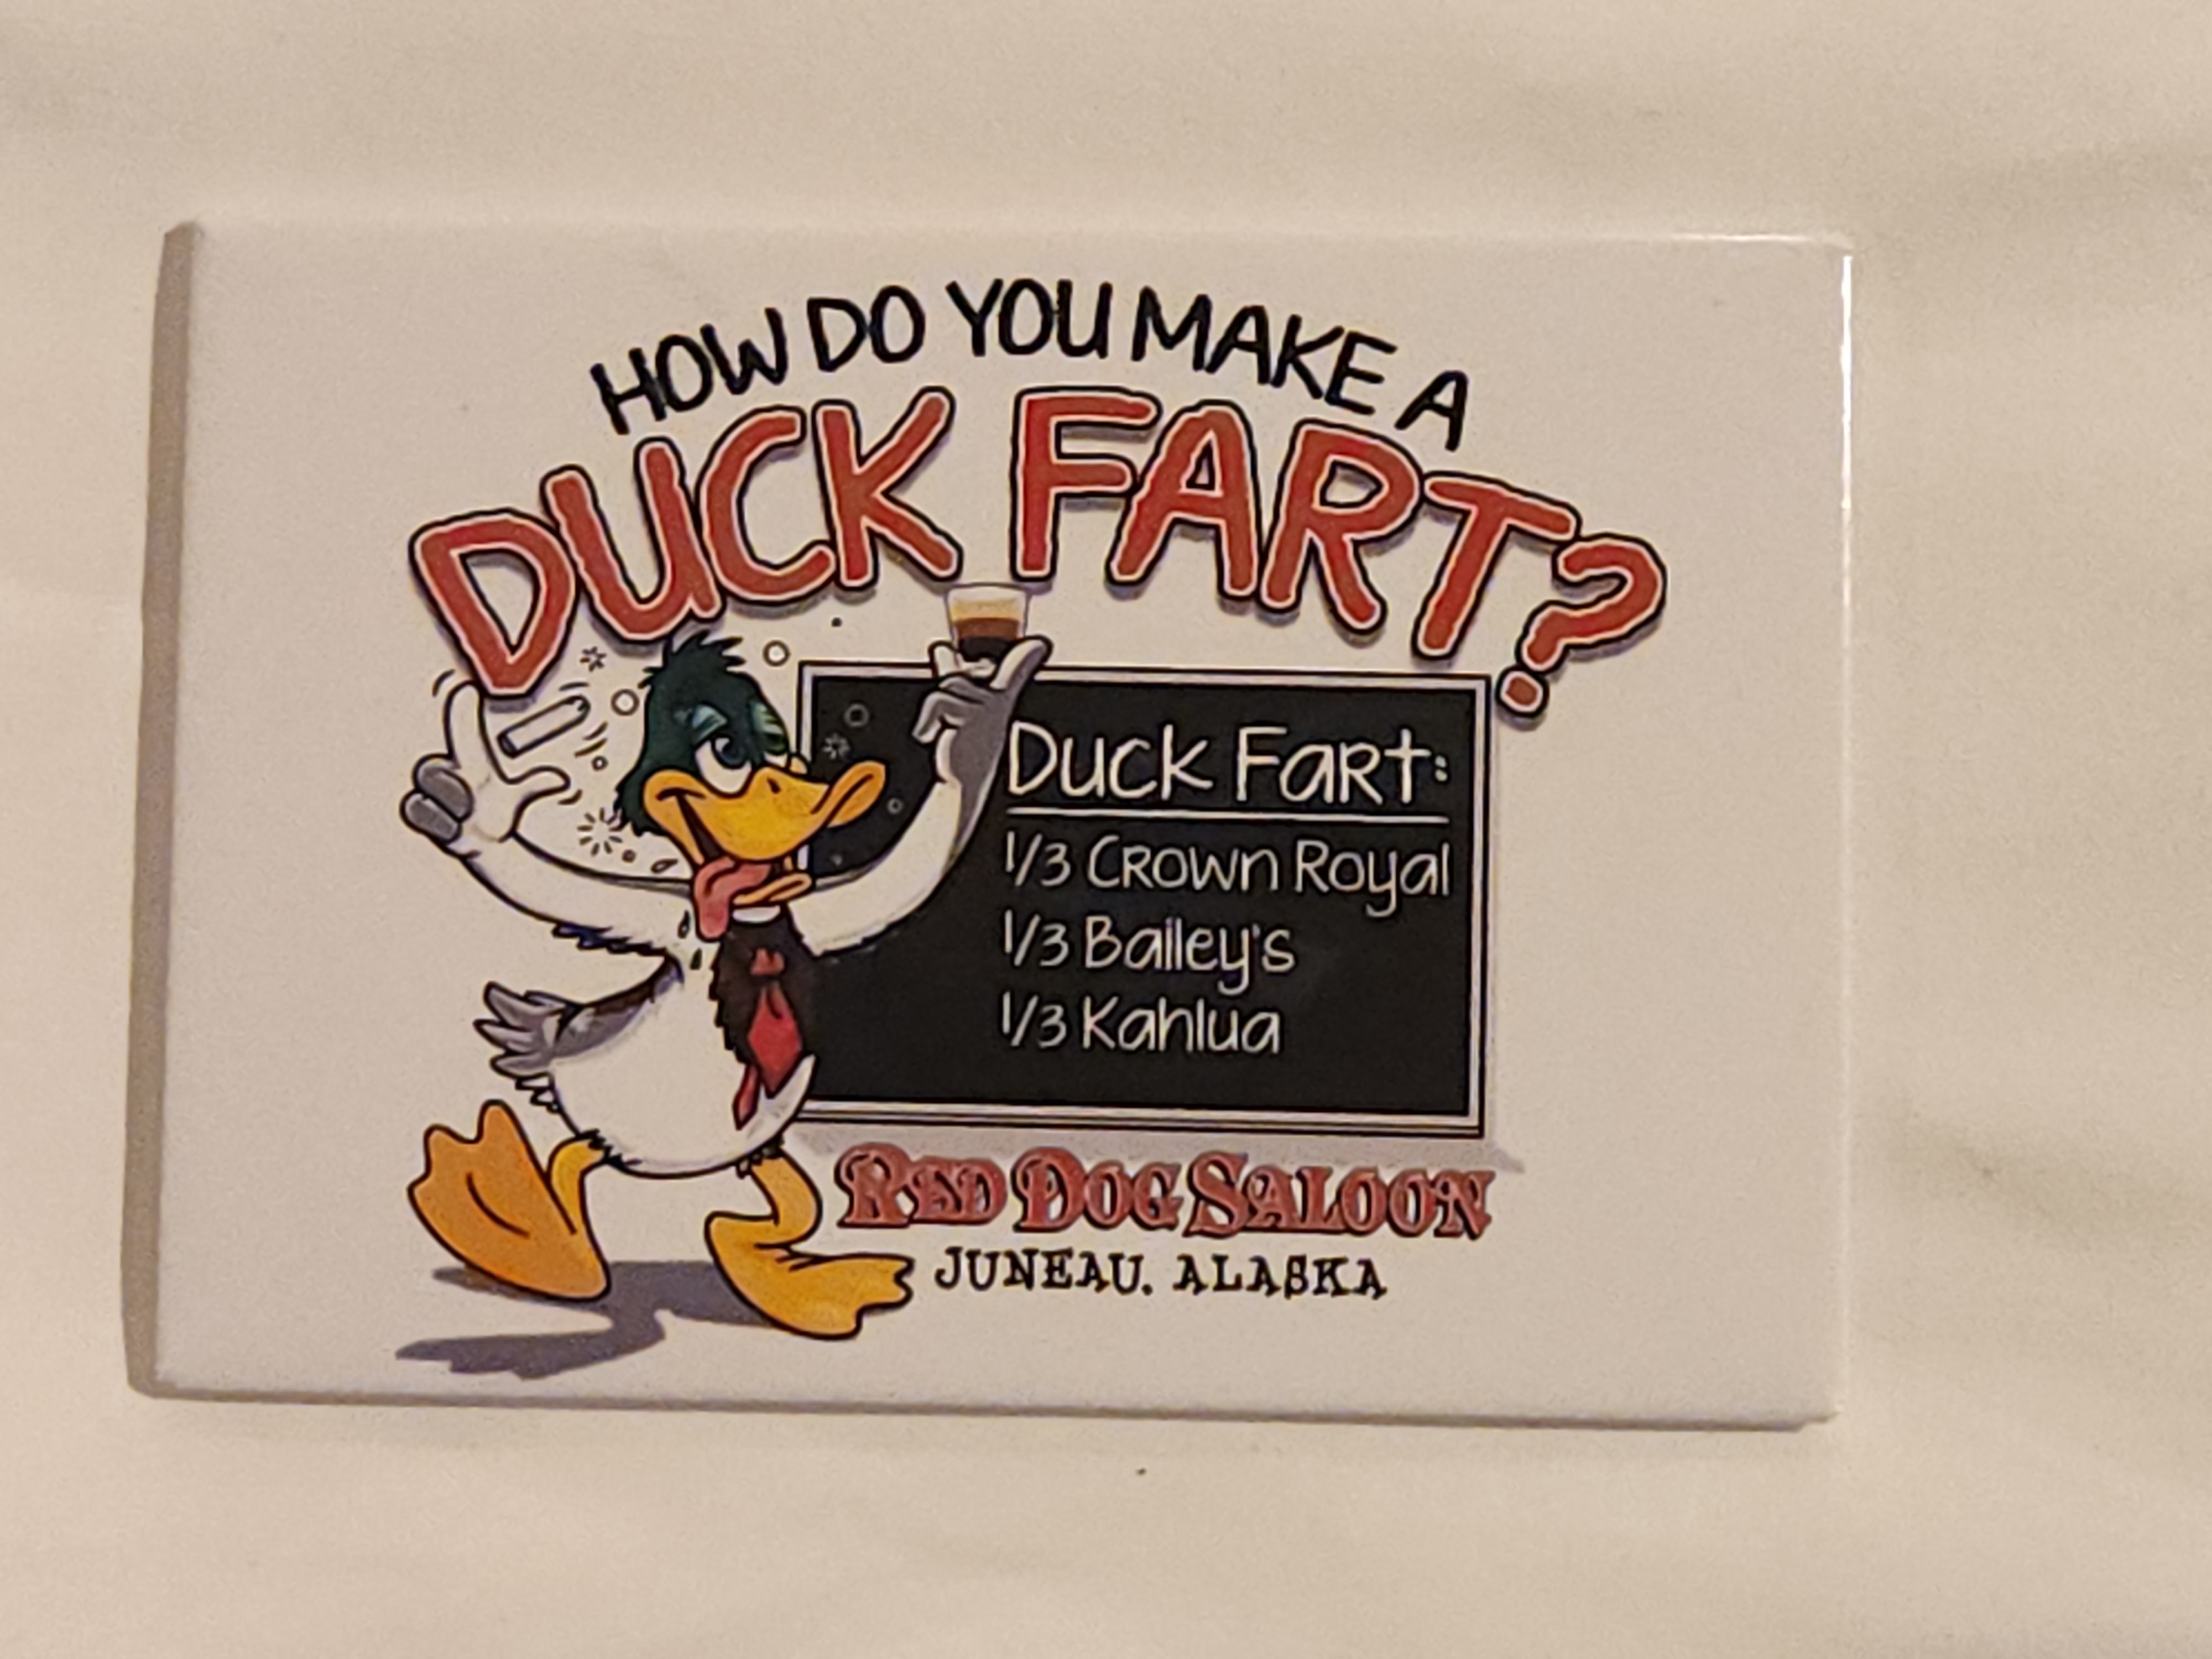 HOW DO YOU MAKE A
DUCK FART?
Duck Fart:
1/3 Crown Royal
1/3 Bailey's
1/3 Kahlua
RED DOG SALOON
JUNEAU, ALASKA